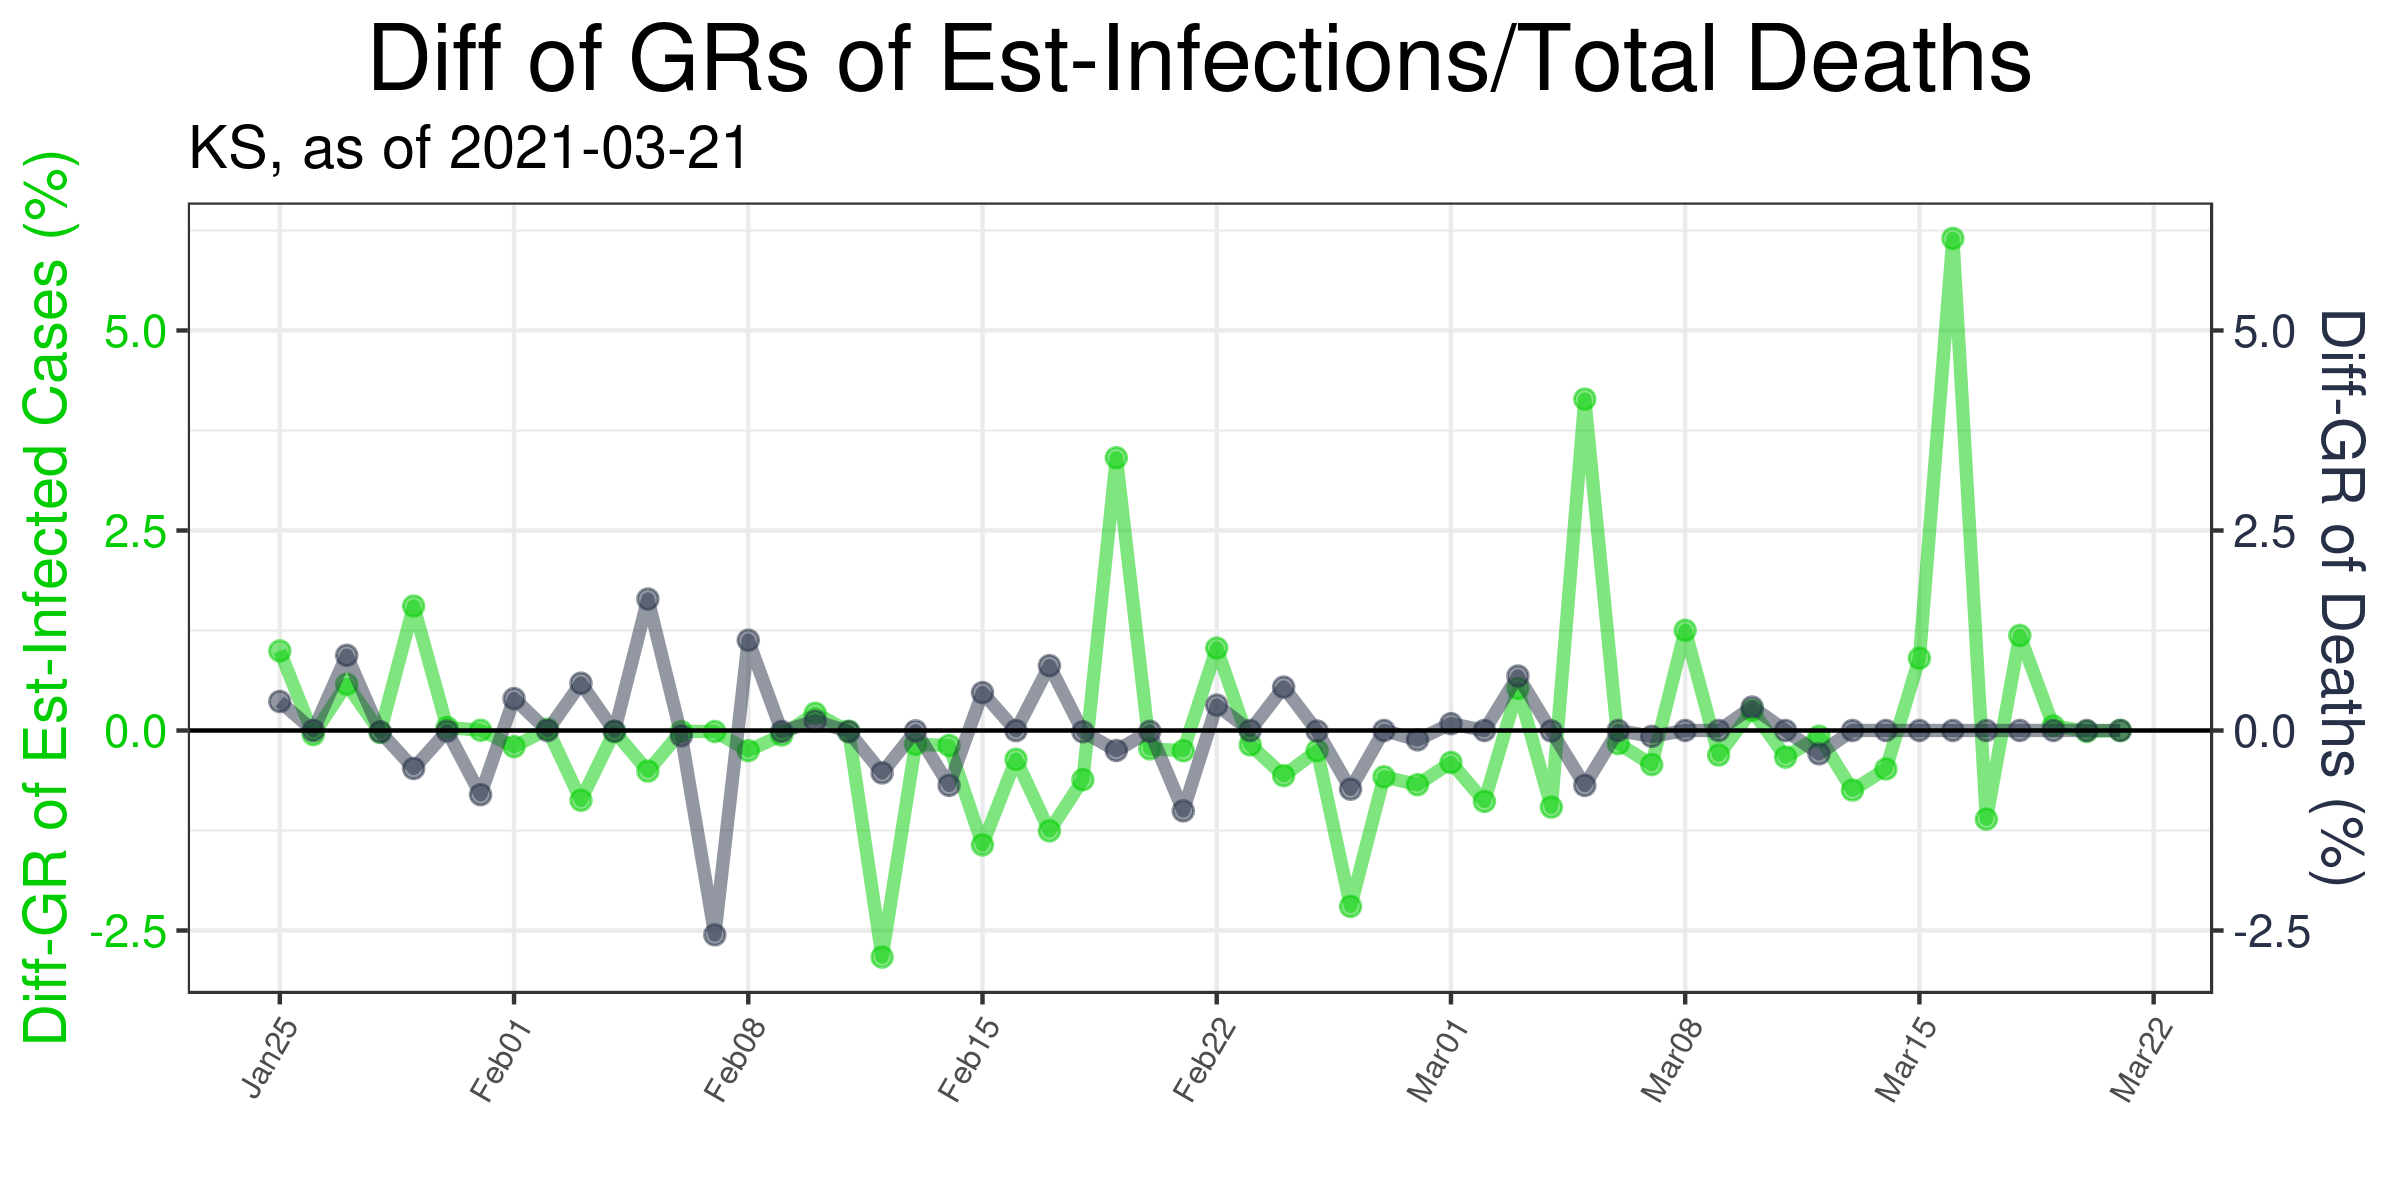 Diff of GRs of Est-Infections/Total Deaths
KS, as of 2021-03-21
Diff-GR of Est-Infected Cases (%)
5.0
2.5
0.0
-2.5
5.0
2.5
0.0
-2.5
Diff-GR of Deaths (%)
Jan25
Feb01
Feb08
Feb15
Feb22
Mar01
Mar08
Mar15
Mar22